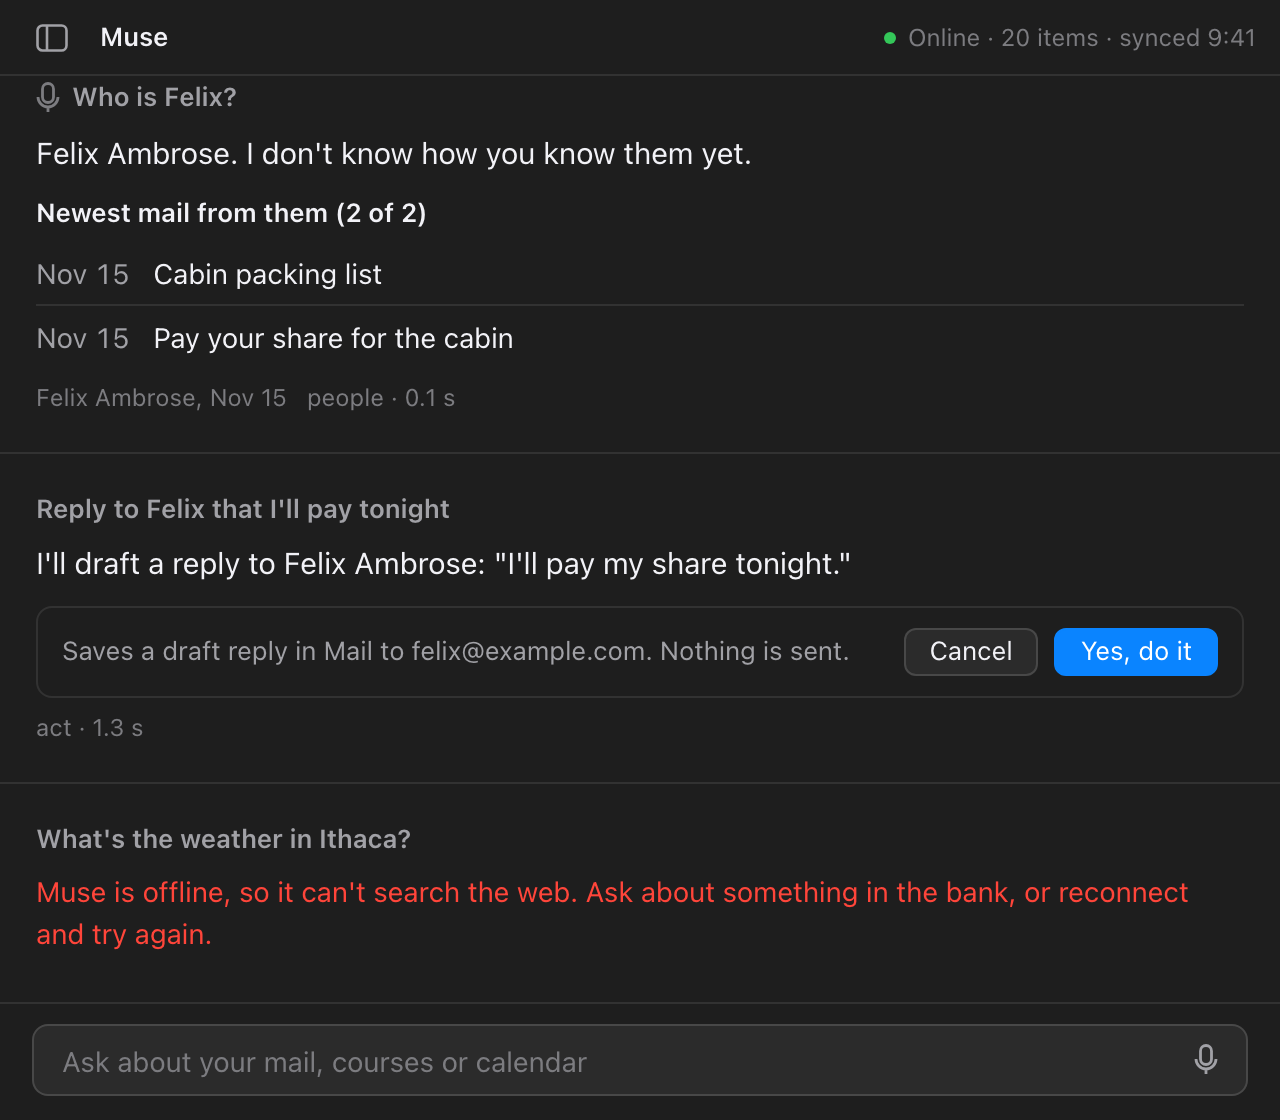 Muse
Online · 20 items · synced 9:41
Who is Felix?
Felix Ambrose. I don't know how you know them yet.
Newest mail from them (2 of 2)
Nov 15 Cabin packing list
Nov 15 Pay your share for the cabin
Felix Ambrose, Nov 15 people · 0.1 s
Reply to Felix that I'll pay tonight
I'll draft a reply to Felix Ambrose: "I'll pay my share tonight."
Saves a draft reply in Mail to felix@example.com. Nothing is sent. Cancel Yes, do it
act · 1.3 s
What's the weather in Ithaca?
Muse is offline, so it can't search the web. Ask about something in the bank, or reconnect
and try again.
Ask about your mail, courses or calendar